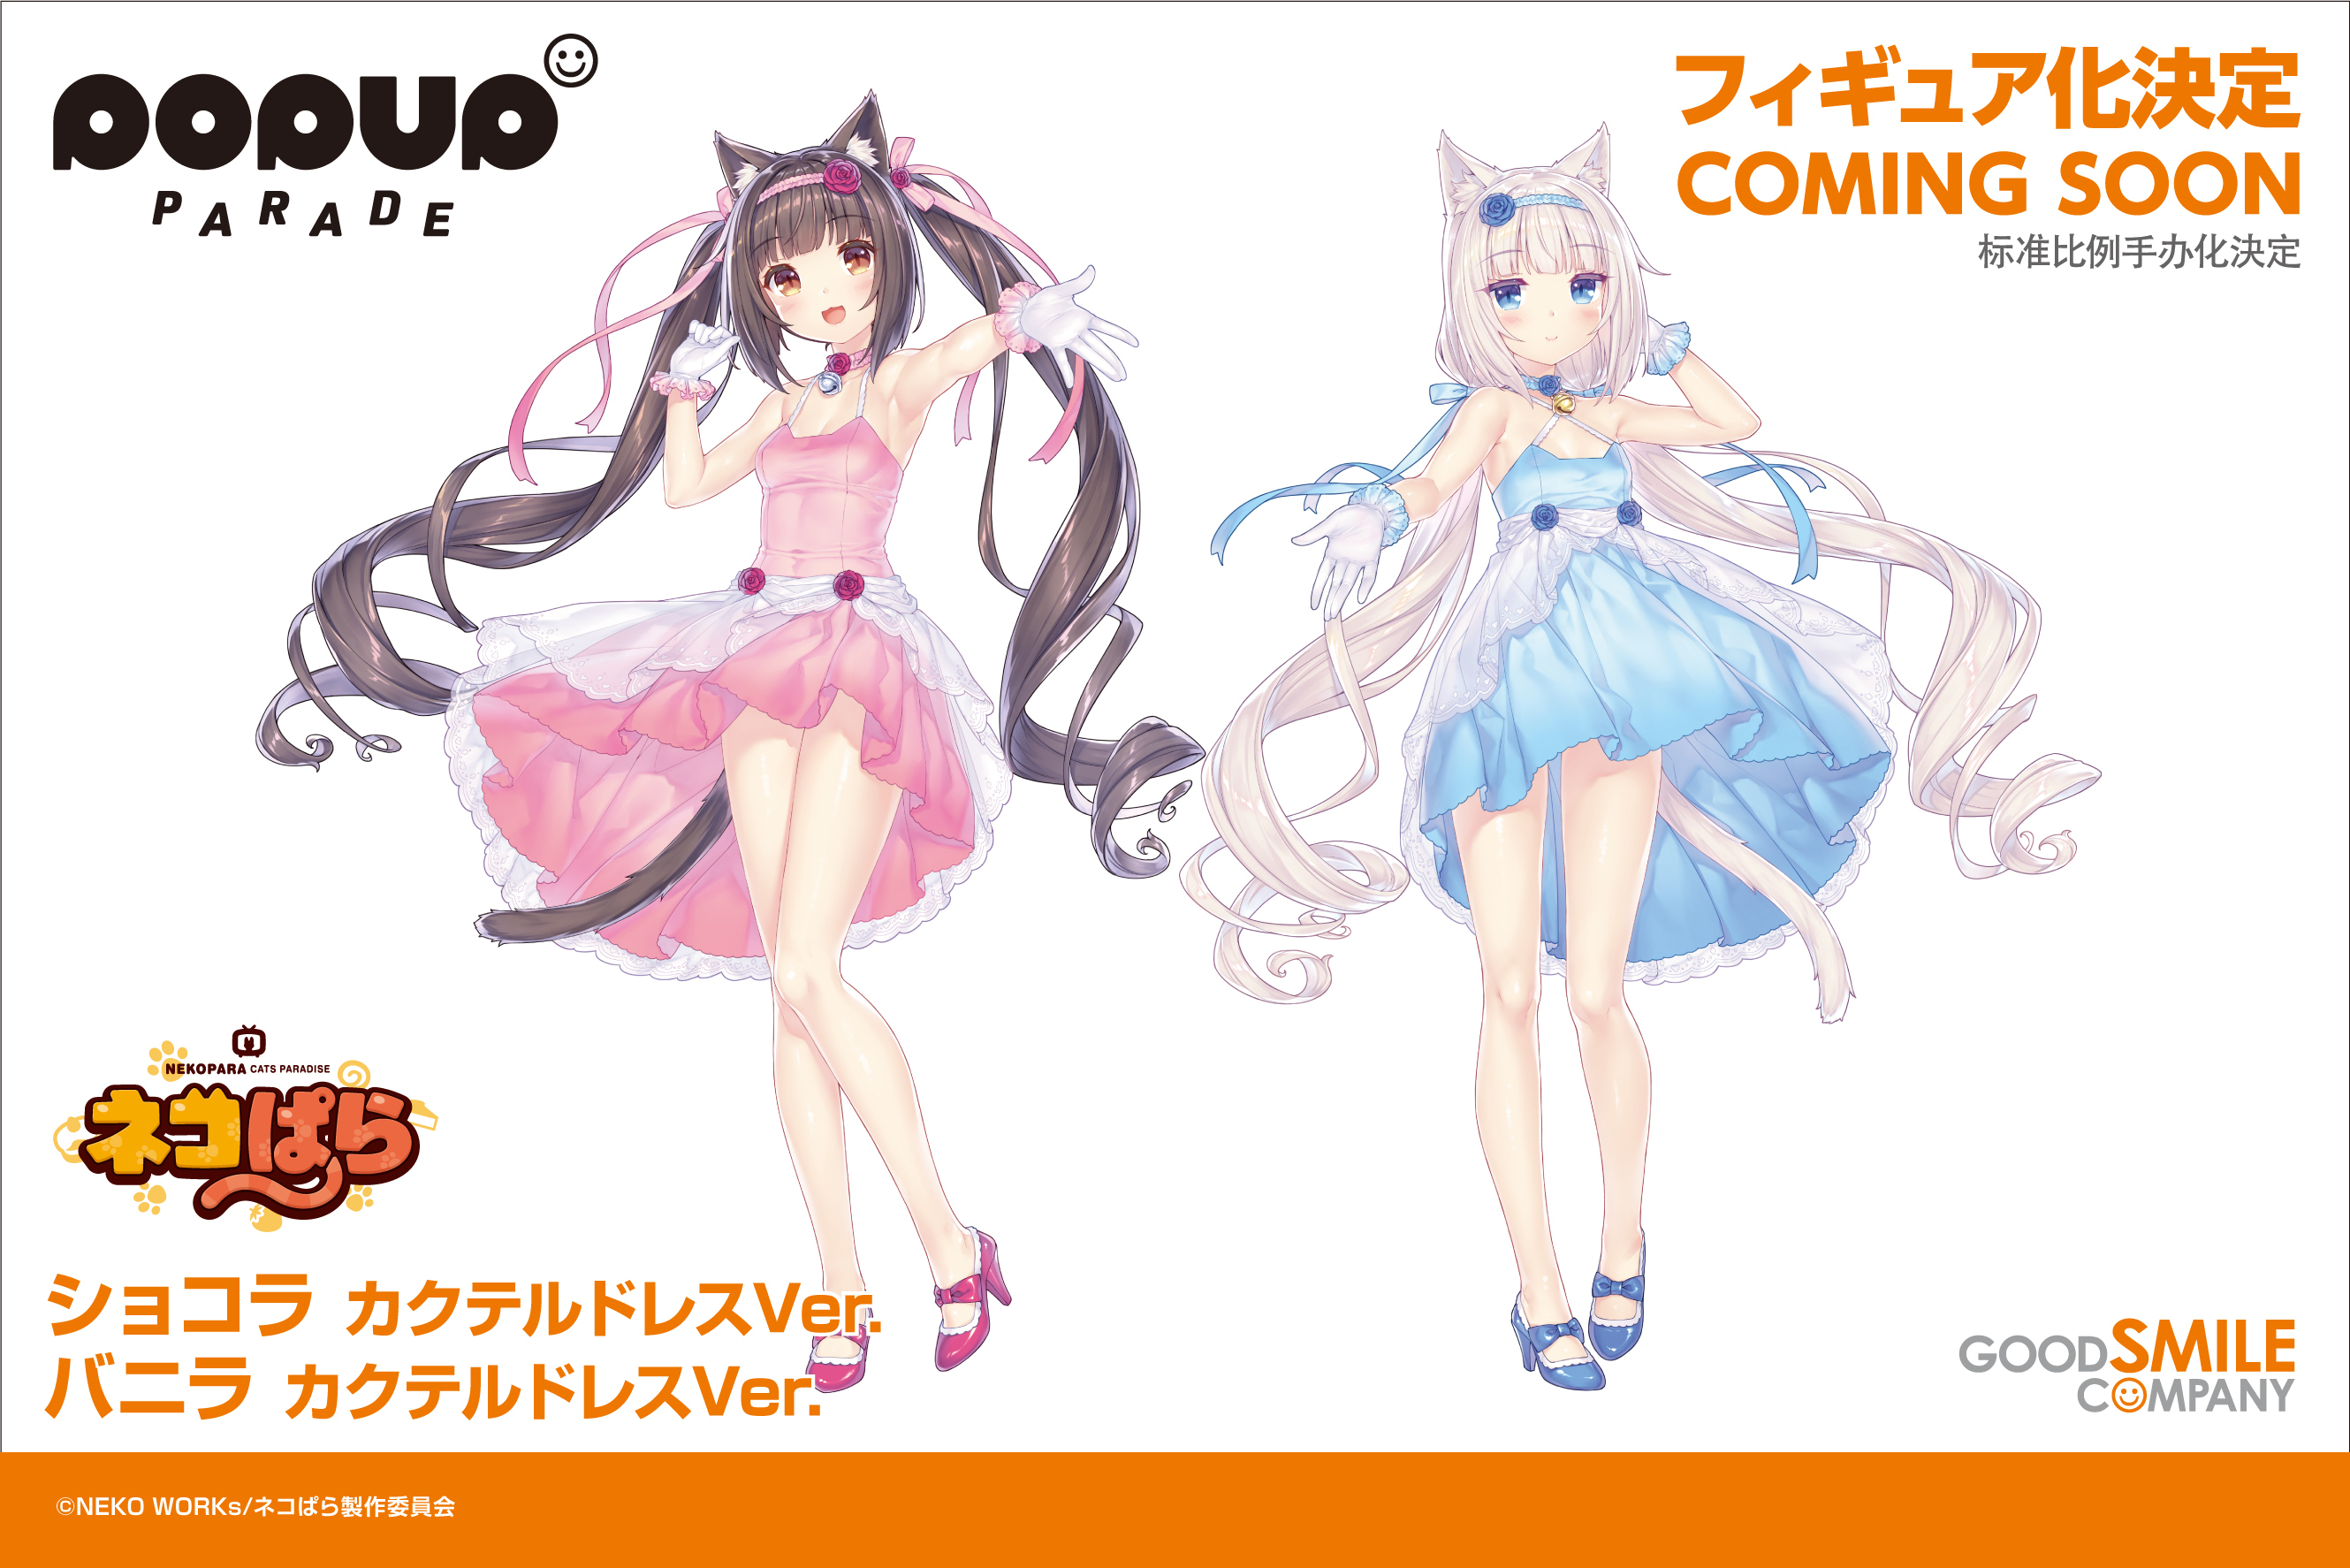 POPUP
PARADE
フィギュア化決定
COMING SOON
标准比例手办化決定
NEKOPARA CATS PARADISE
ネコぱら
ショコラ カクテルドレスVer.
バニラ カクテルドレスVer.
GOODSMILE
COMPANY
©NEKO WORKs/ネコぱら製作委員会